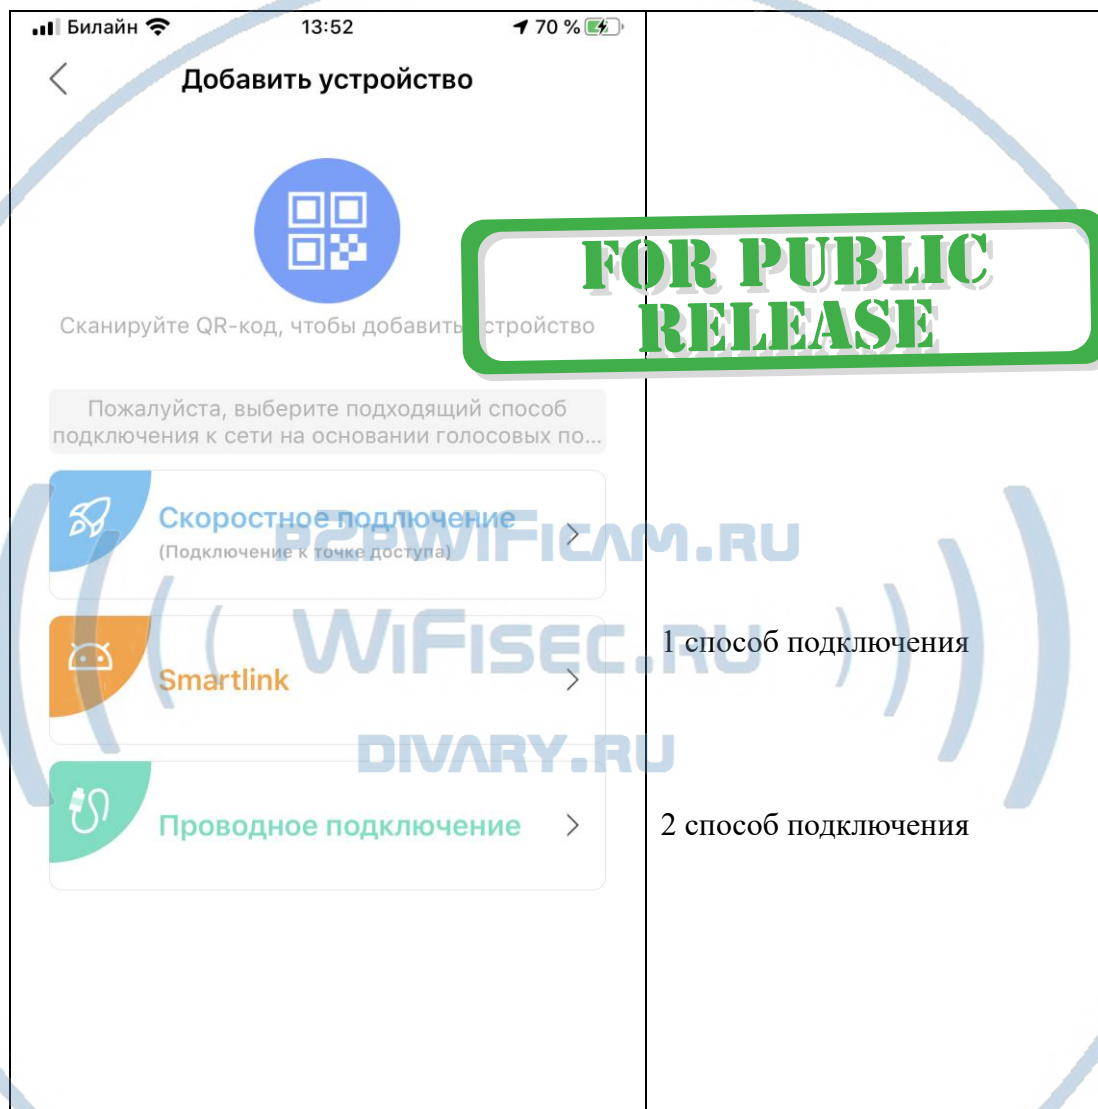 Билайн 13:52 70 %
Добавить устройство
FOR PUBLIC
RELEASE
Сканируйте QR-код, чтобы добавить стройство
Пожалуйста, выберите подходящий способ
подключения к сети на основании голосовых по...
Скоростное подлючение
(Подключение к точке доступа)
P2PWIFICAM.RU
WIFISEC.RU
1 способ подключения
Smartlink
DIVARY.RU
Проводное подключение
2 способ подключения